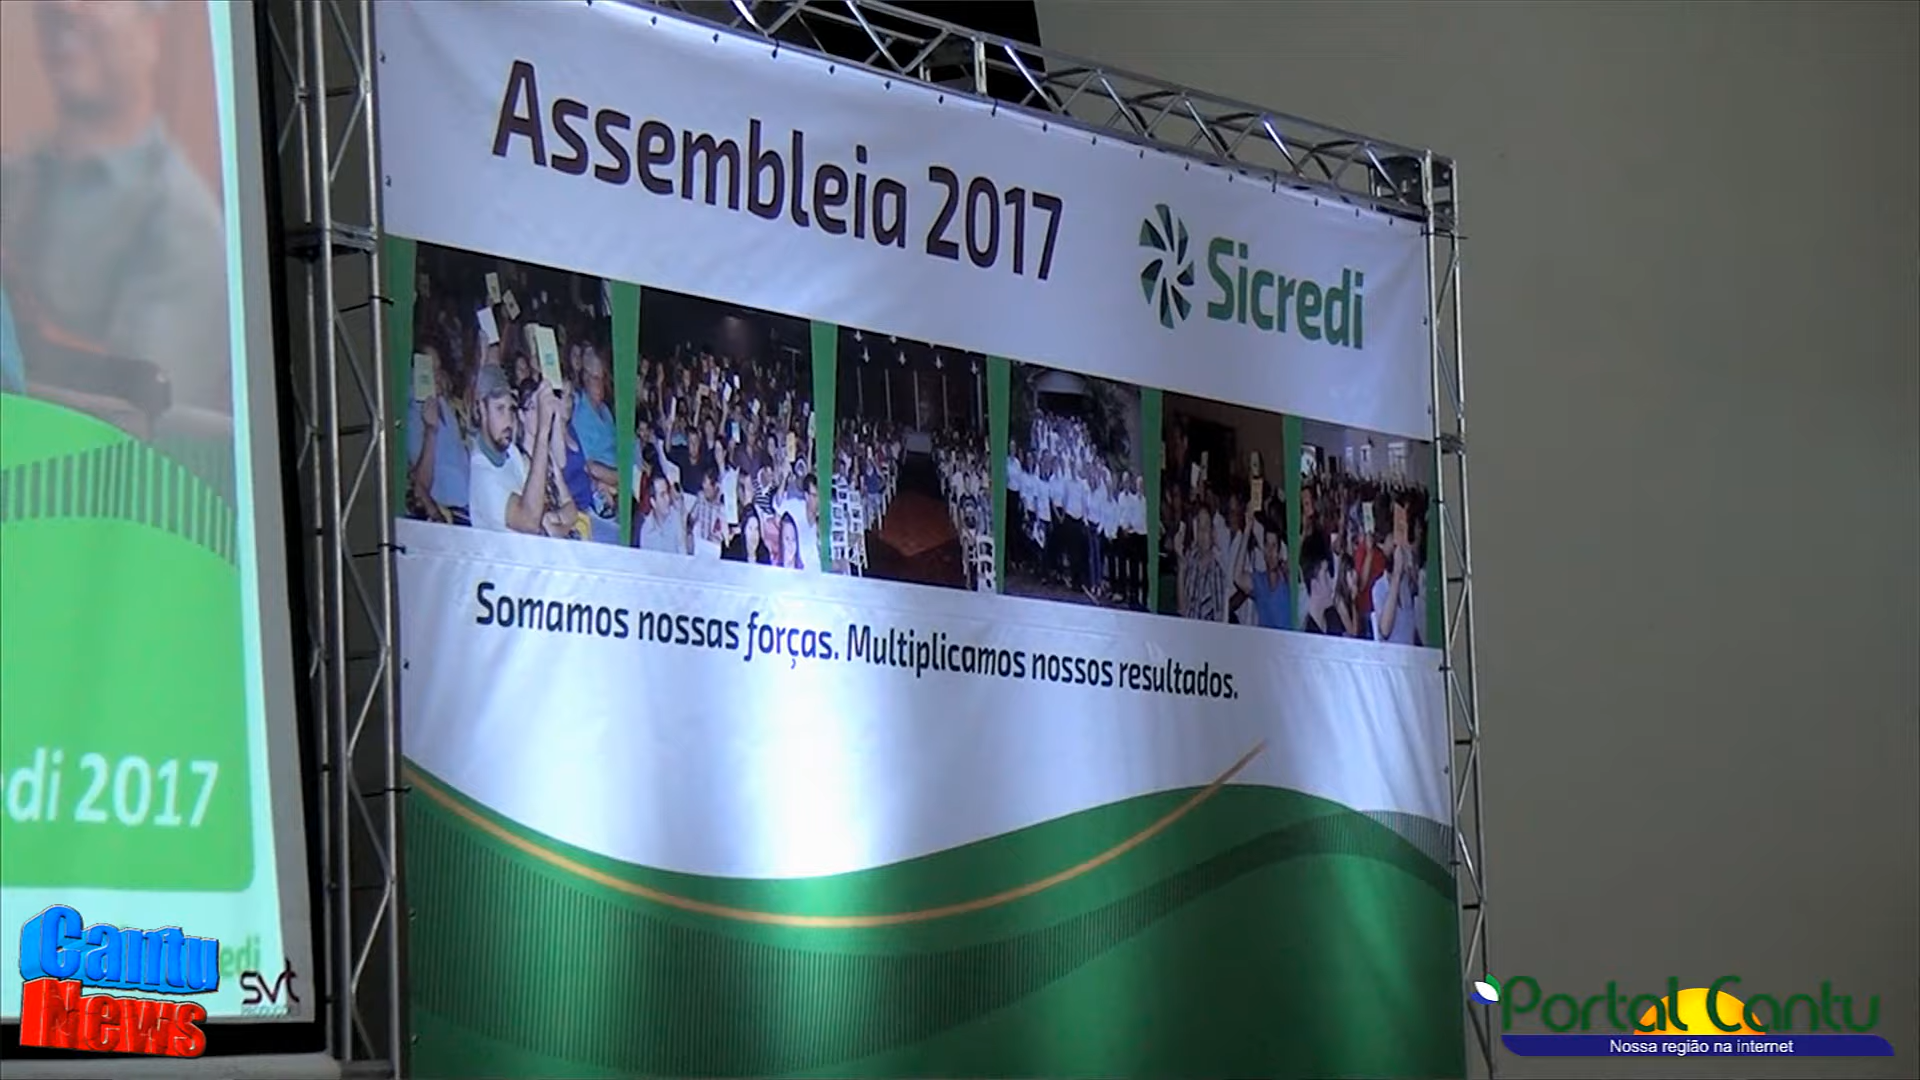 Assembleia 2017
Sicredi
Somamos nossas forças. Multiplicamos nossos resultados.
di 2017
edi
Cantu
News
svt
Portal Cantu
Nossa região na internet